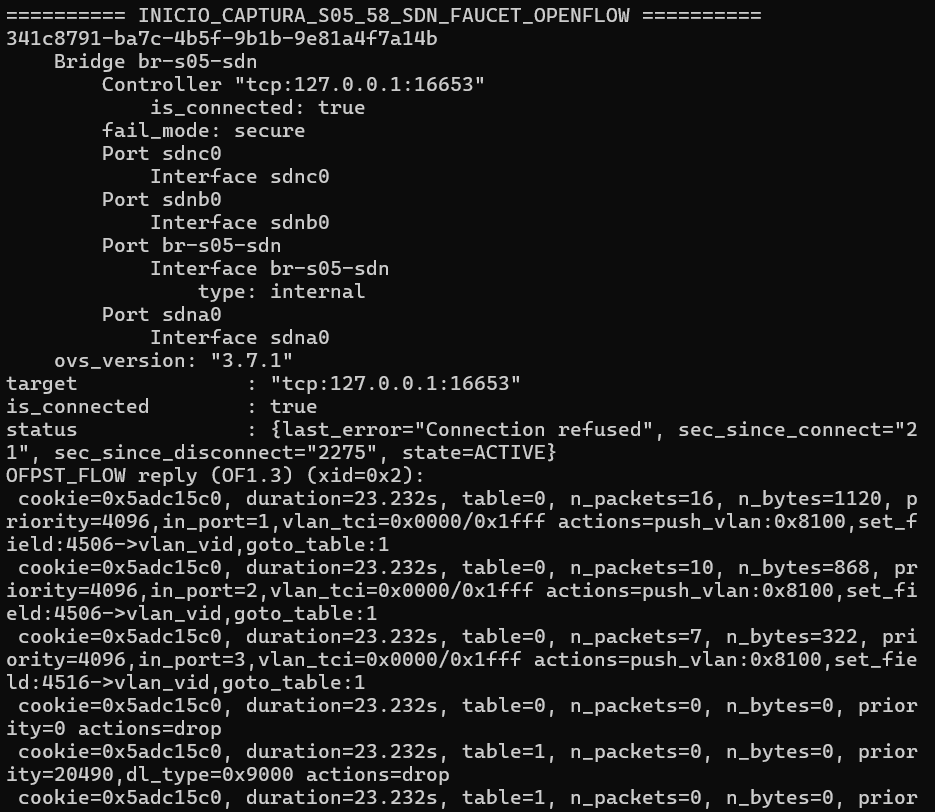 ========== INICIO_CAPTURA_S05_58_SDN_FAUCET_OPENFLOW ==========
341c8791-ba7c-4b5f-9b1b-9e81a4f7a14b
    Bridge br-s05-sdn
        Controller "tcp:127.0.0.1:16653"
            is_connected: true
        fail_mode: secure
        Port sdnc0
            Interface sdnc0
        Port sdnb0
            Interface sdnb0
        Port br-s05-sdn
            Interface br-s05-sdn
                type: internal
        Port sdna0
            Interface sdna0
    ovs_version: "3.7.1"
target              : "tcp:127.0.0.1:16653"
is_connected        : true
status              : {last_error="Connection refused", sec_since_connect="2
1", sec_since_disconnect="2275", state=ACTIVE}
OFPST_FLOW reply (OF1.3) (xid=0x2):
 cookie=0x5adc15c0, duration=23.232s, table=0, n_packets=16, n_bytes=1120, p
riority=4096,in_port=1,vlan_tci=0x0000/0x1fff actions=push_vlan:0x8100,set_f
ield:4506->vlan_vid,goto_table:1
 cookie=0x5adc15c0, duration=23.232s, table=0, n_packets=10, n_bytes=868, pr
iority=4096,in_port=2,vlan_tci=0x0000/0x1fff actions=push_vlan:0x8100,set_fi
eld:4506->vlan_vid,goto_table:1
 cookie=0x5adc15c0, duration=23.232s, table=0, n_packets=7, n_bytes=322, pri
ority=4096,in_port=3,vlan_tci=0x0000/0x1fff actions=push_vlan:0x8100,set_fie
ld:4516->vlan_vid,goto_table:1
 cookie=0x5adc15c0, duration=23.232s, table=0, n_packets=0, n_bytes=0, prior
ity=0 actions=drop
 cookie=0x5adc15c0, duration=23.232s, table=1, n_packets=0, n_bytes=0, prior
ity=20490,dl_type=0x9000 actions=drop
 cookie=0x5adc15c0, duration=23.232s, table=1, n_packets=0, n_bytes=0, prior